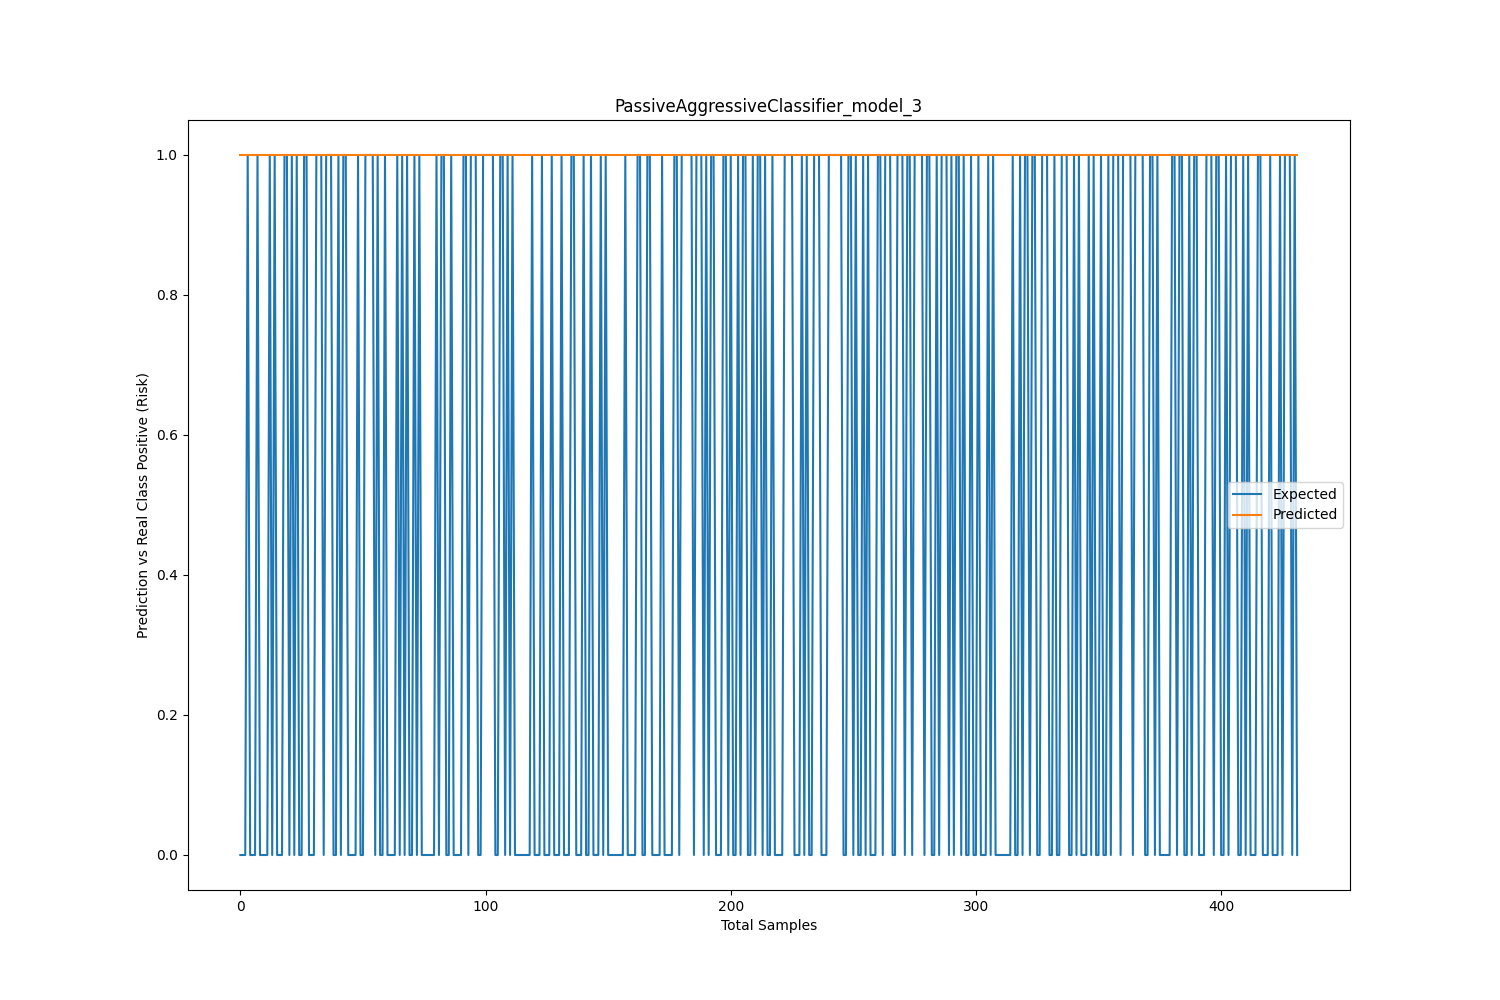 PassiveAggressiveClassifier_model_3
1.0
0.8
0.6
0.4
0.2
0.0
Prediction vs Real Class Positive (Risk)
Expected
Predicted
0 100 200 300 400
Total Samples